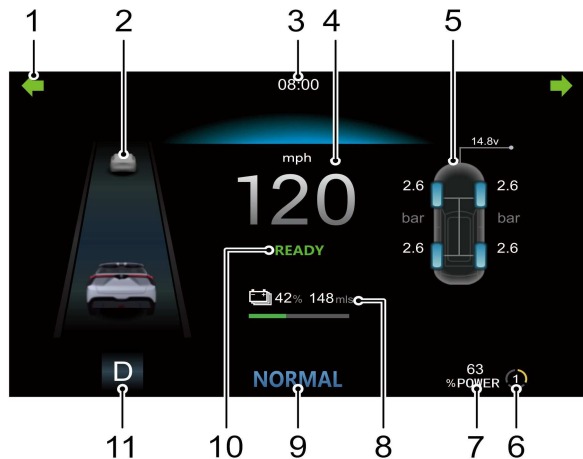 1 2 3 4 5
08:00
14.8v
mph
120
2.6 2.6
bar bar
READY
2.6 2.6
42% 148 mls
D
NORMAL
63
%POWER
1
11 10 9 8 7 6